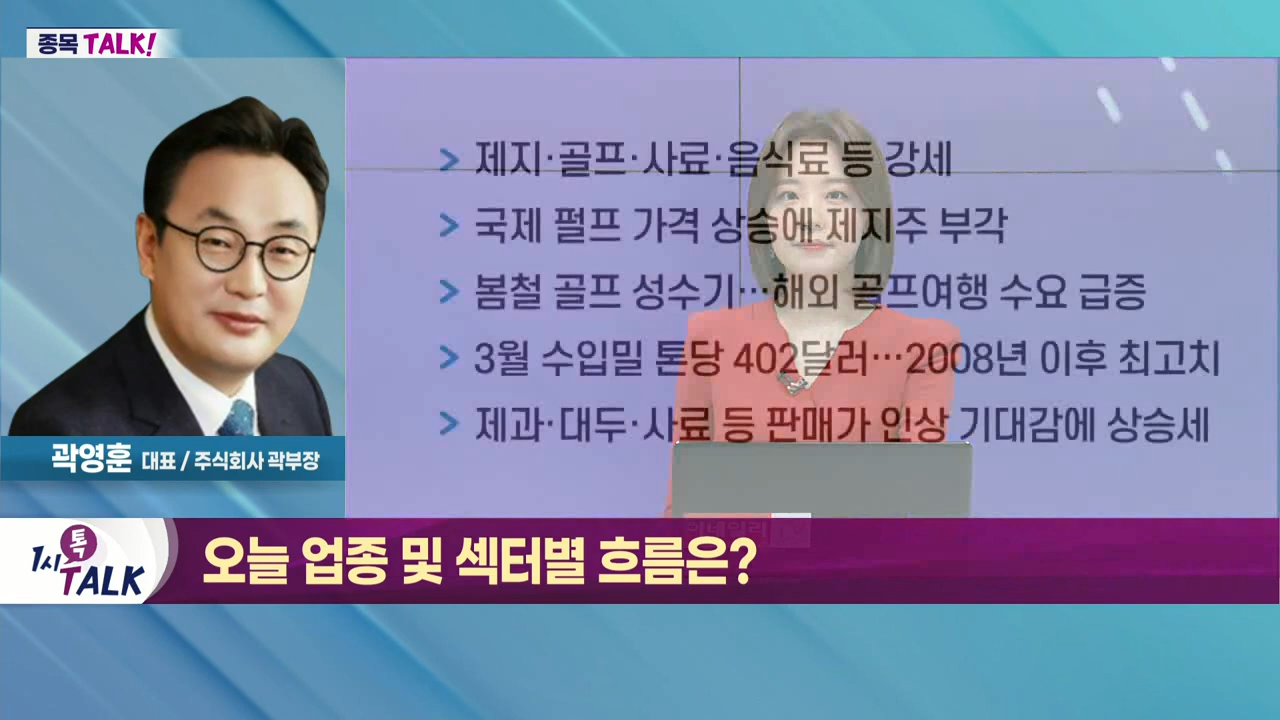 종목 TALK!
> 제지·골프·사료·음식료 등 강세
> 국제 펄프 가격 상승에 제지주 부각
> 봄철 골프 성수기…해외 골프여행 수요 급증
> 3월 수입밀 톤당 402달러…2008년 이후 최고치
> 제과·대두·사료 등 판매가 인상 기대감에 상승세
곽영훈 대표 / 주식회사 곽부장
1시 톡 TALK
오늘 업종 및 섹터별 흐름은?